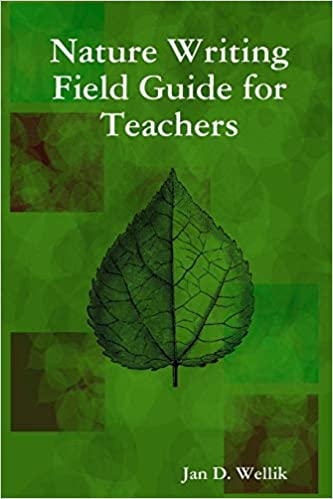 Nature Writing
Field Guide for
Teachers
Jan D. Wellik